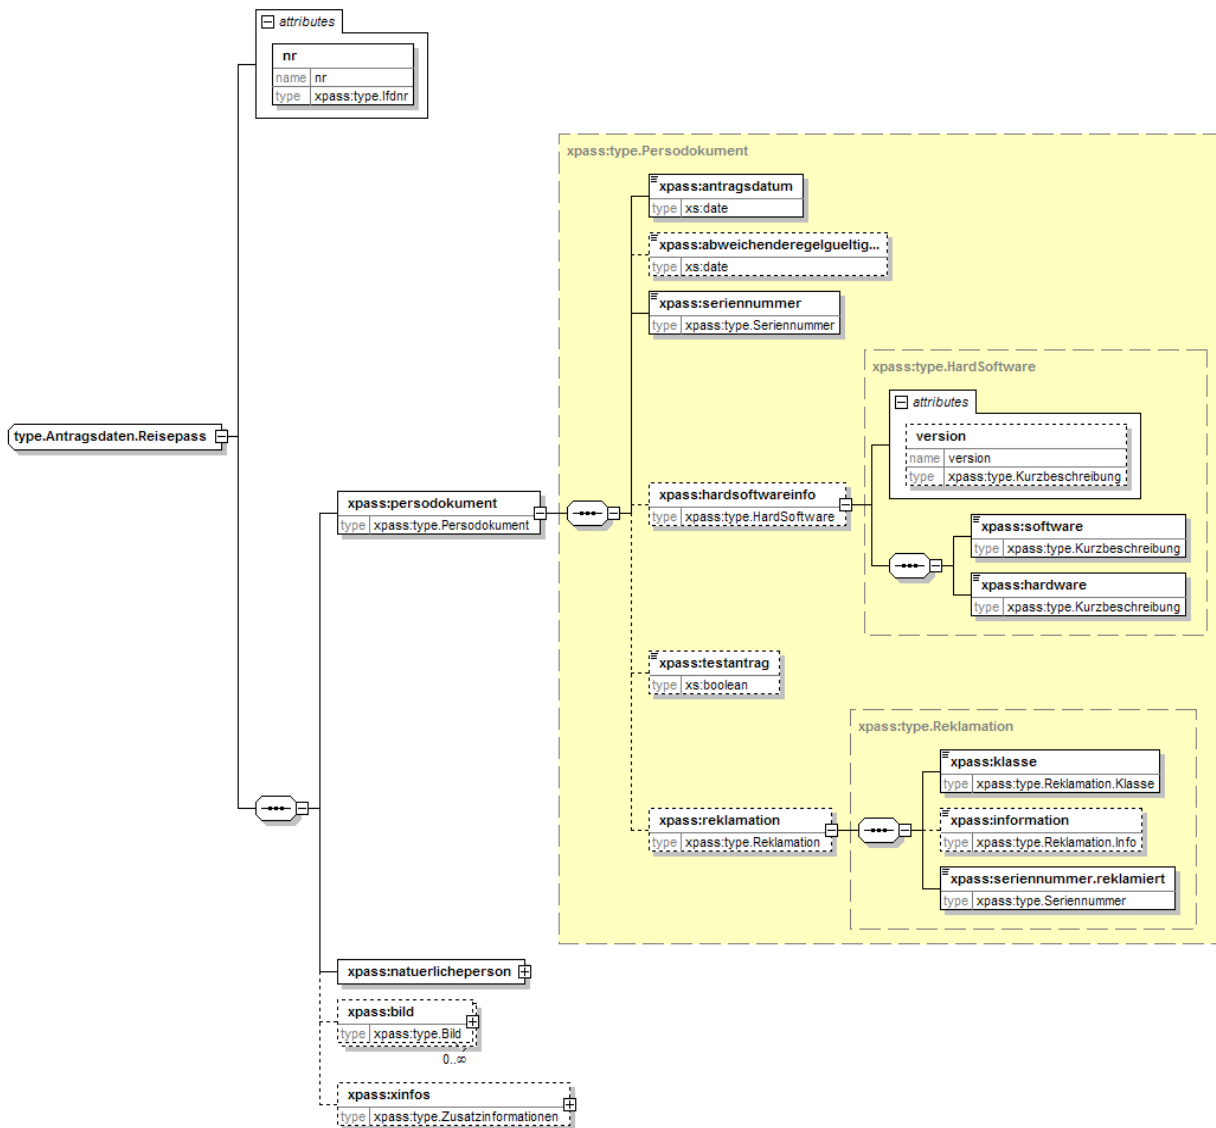 attributes
nr
name nr
type xpass:type.lfdnr
type.Antragsdaten.Reisepass
xpass:persodokument
type xpass:type.Persodokument
xpass:type.Persodokument
xpass:antragsdatum
type xs:date
xpass:abweichenderegelgueltig...
type xs:date
xpass:seriennummer
type xpass:type.Seriennummer
xpass:hardsoftwareinfo
type xpass:type.HardSoftware
xpass:type.HardSoftware
attributes
version
name version
type xpass:type.Kurzbeschreibung
xpass:software
type xpass:type.Kurzbeschreibung
xpass:hardware
type xpass:type.Kurzbeschreibung
xpass:testantrag
type xs:boolean
xpass:reklamation
type xpass:type.Reklamation
xpass:type.Reklamation
xpass:klasse
type xpass:type.Reklamation.Klasse
xpass:information
type xpass:type.Reklamation.Info
xpass:seriennummer.reklamiert
type xpass:type.Seriennummer
xpass:natuerlicheperson
xpass:bild
type xpass:type.Bild
0..∞
xpass:xinfos
type xpass:type.Zusatzinformationen